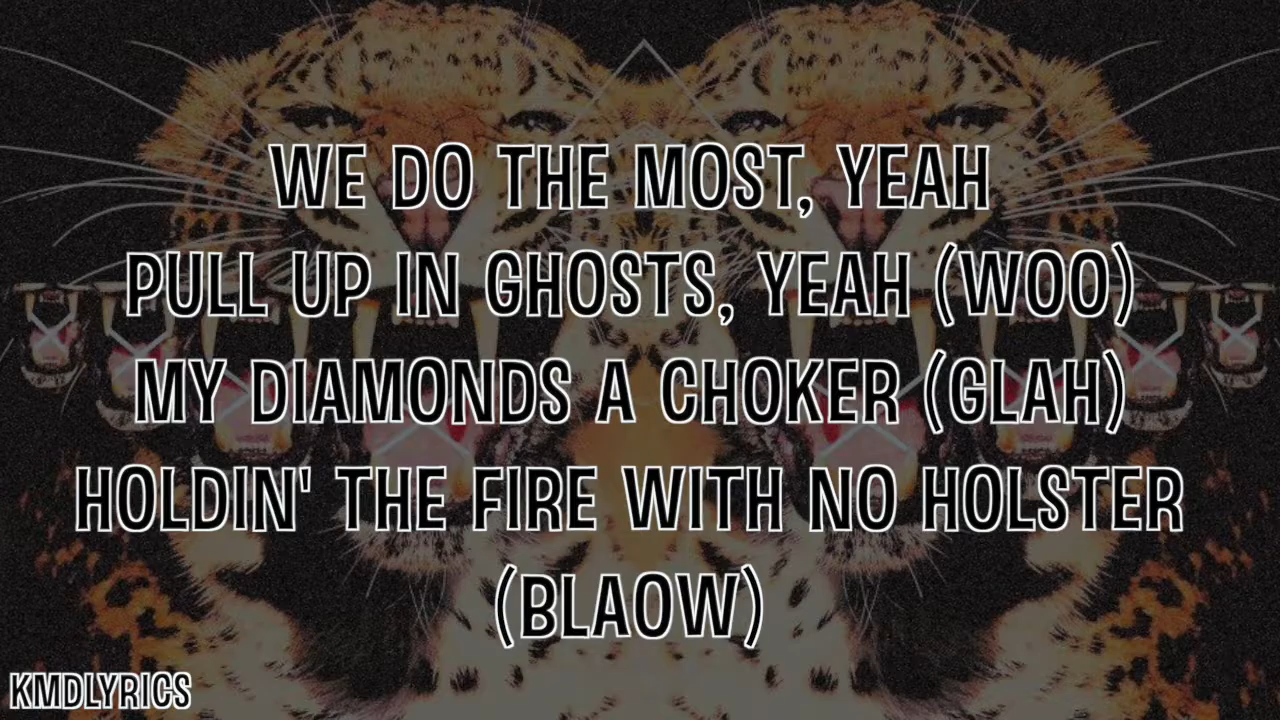 WE DO THE MOST, YEAH
PULL UP IN GHOSTS, YEAH (WOO)
MY DIAMONDS A CHOKER (GLAH)
HOLDIN' THE FIRE WITH NO HOLSTER
(BLAOW)
KMDLYRICS